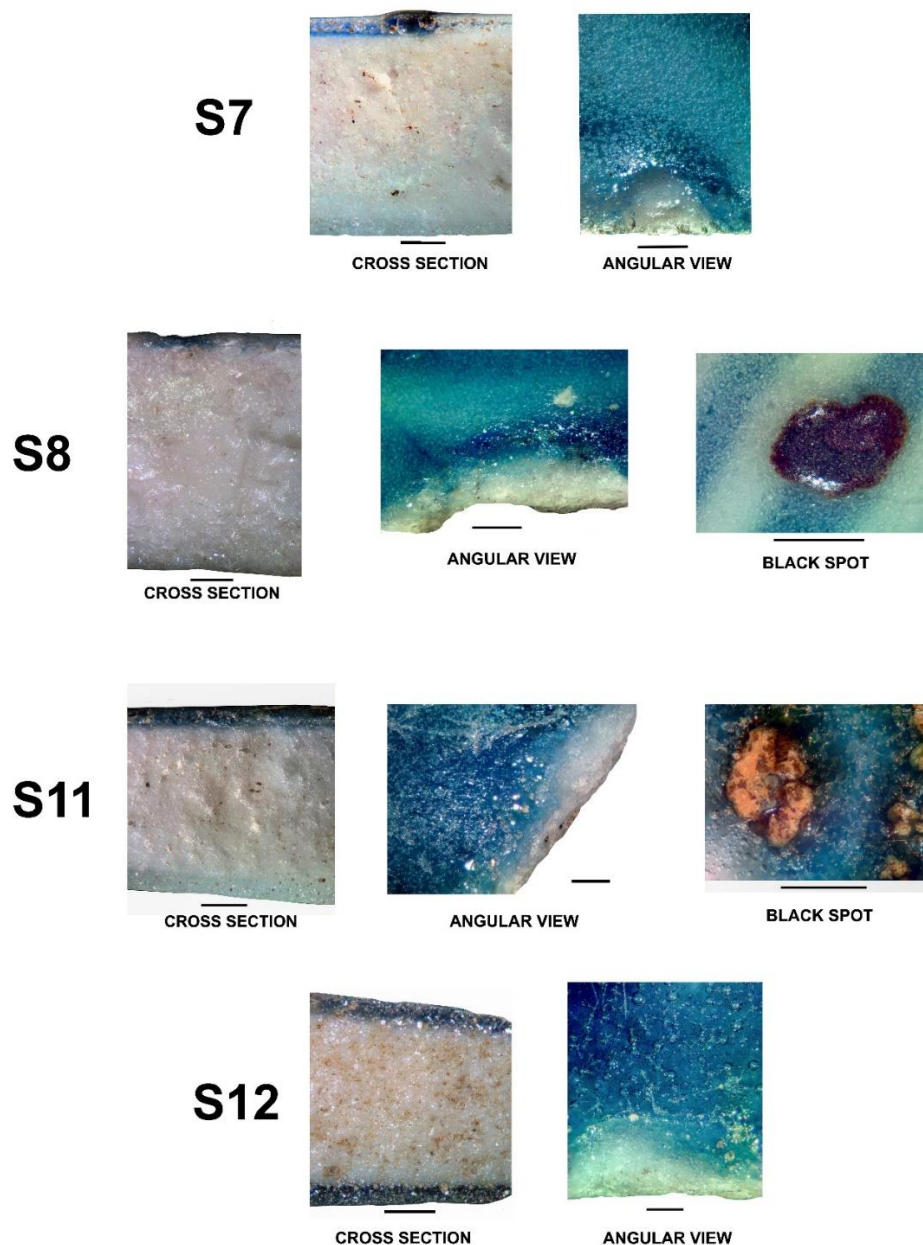 S7
CROSS SECTION
ANGULAR VIEW
S8
CROSS SECTION
ANGULAR VIEW
BLACK SPOT
S11
CROSS SECTION
ANGULAR VIEW
BLACK SPOT
S12
CROSS SECTION
ANGULAR VIEW